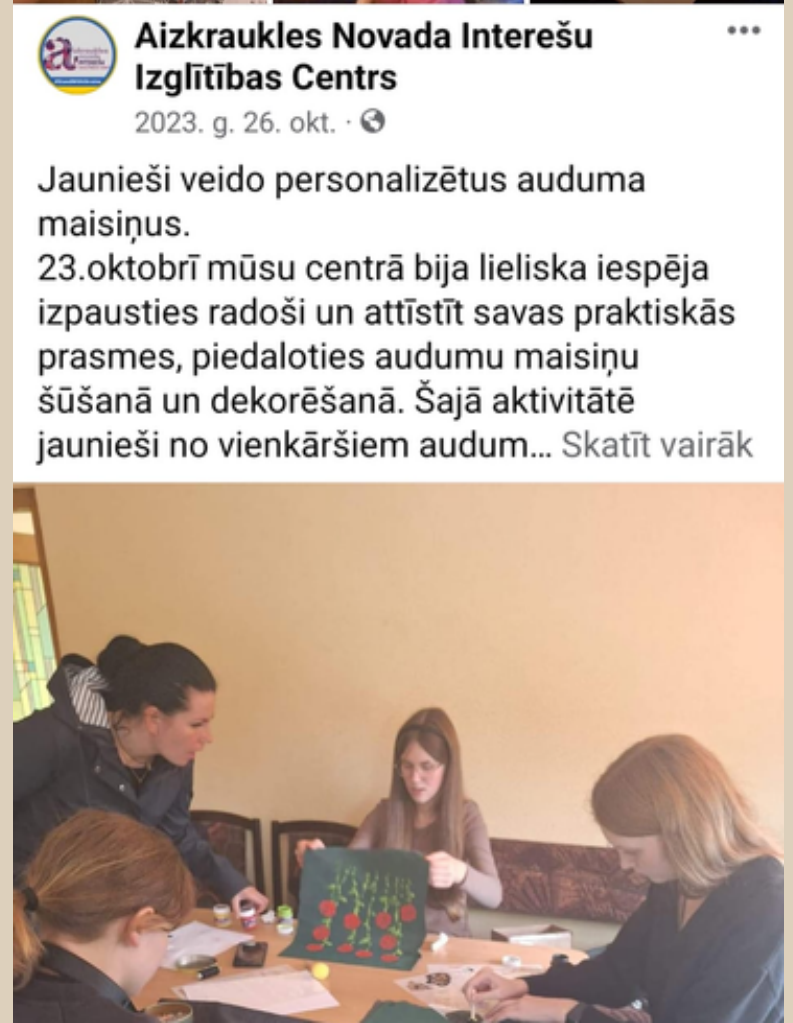 Aizkraukles Novada Interešu
Izglītības Centrs
2023. g. 26. okt. ·
Jaunieši veido personalizētus auduma
maisiņus.
23.oktobrī mūsu centrā bija lieliska iespēja
izpausties radoši un attīstīt savas praktiskās
prasmes, piedaloties audumu maisiņu
šūšanā un dekorēšanā. Šajā aktivitātē
jaunieši no vienkāršiem audum... Skatīt vairāk